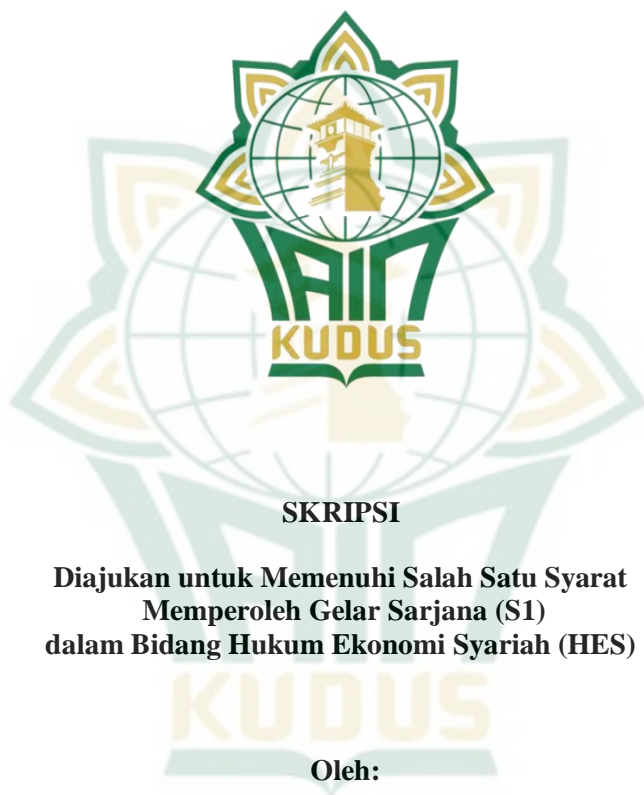 IAIN
KUDUS
SKRIPSI
Diajukan untuk Memenuhi Salah Satu Syarat
Memperoleh Gelar Sarjana (S1)
dalam Bidang Hukum Ekonomi Syariah (HES)
KUDUS
Oleh: